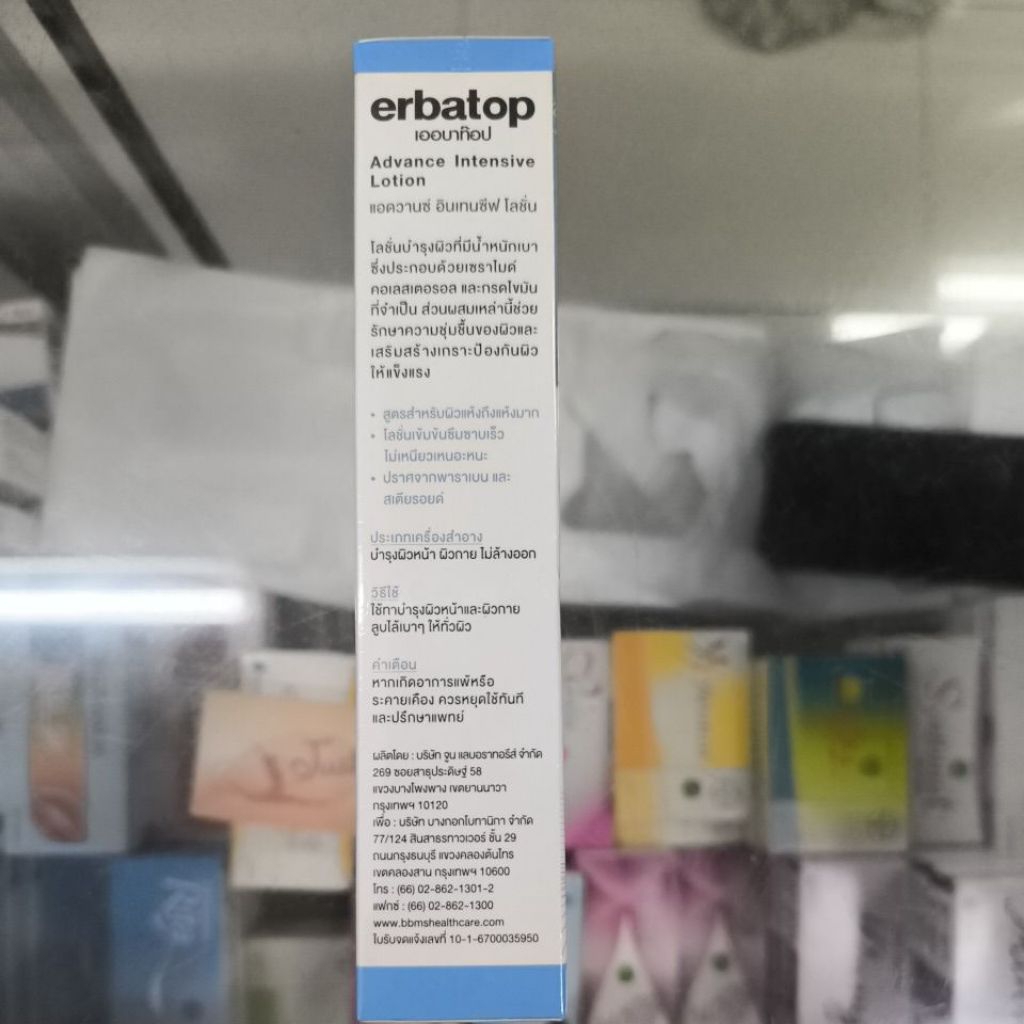 erbatop
เออบาท๊อป
Advance Intensive
Lotion
แอดวานซ์ อินเทนซีฟ โลชั่น
โลชั่นบำรุงผิวที่มีน้ำหนักเบา
ซึ่งประกอบด้วยเซราไมด์
คอเลสเตอรอล และกรดไขมัน
ที่จำเป็น ส่วนผสมเหล่านี้ช่วย
รักษาความชุ่มชื้นของผิวและ
เสริมสร้างเกราะป้องกันผิว
ให้แข็งแรง
• สูตรสำหรับผิวแห้งถึงแห้งมาก
• โลชั่นเข้มข้นซึมซาบเร็ว
ไม่เหนียวเหนอะหนะ
• ปราศจากพาราเบน และ
สเตียรอยด์
ประเภทเครื่องสำอาง
บำรุงผิวหน้า ผิวกาย ไม่ล้างออก
วิธีใช้
ใช้ทาบำรุงผิวหน้าและผิวกาย
ลูบไล้เบาๆ ให้ทั่วผิว
คำเตือน
หากเกิดอาการแพ้หรือ
ระคายเคือง ควรหยุดใช้ทันที
และปรึกษาแพทย์
ผลิตโดย : บริษัท จูน แลบอราทอรีส์ จำกัด
269 ซอยสาธุประดิษฐ์ 58
แขวงบางโพงพาง เขตยานนาวา
กรุงเทพฯ 10120
เพื่อ : บริษัท บางกอกโบทานิกา จำกัด
77/124 สินสาธรทาวเวอร์ ชั้น 29
ถนนกรุงธนบุรี แขวงคลองต้นไทร
เขตคลองสาน กรุงเทพฯ 10600
โทร : (66) 02-862-1301-2
แฟกซ์ : (66) 02-862-1300
www.bbmshealthcare.com
ใบรับจดแจ้งเลขที่ 10-1-6700035950